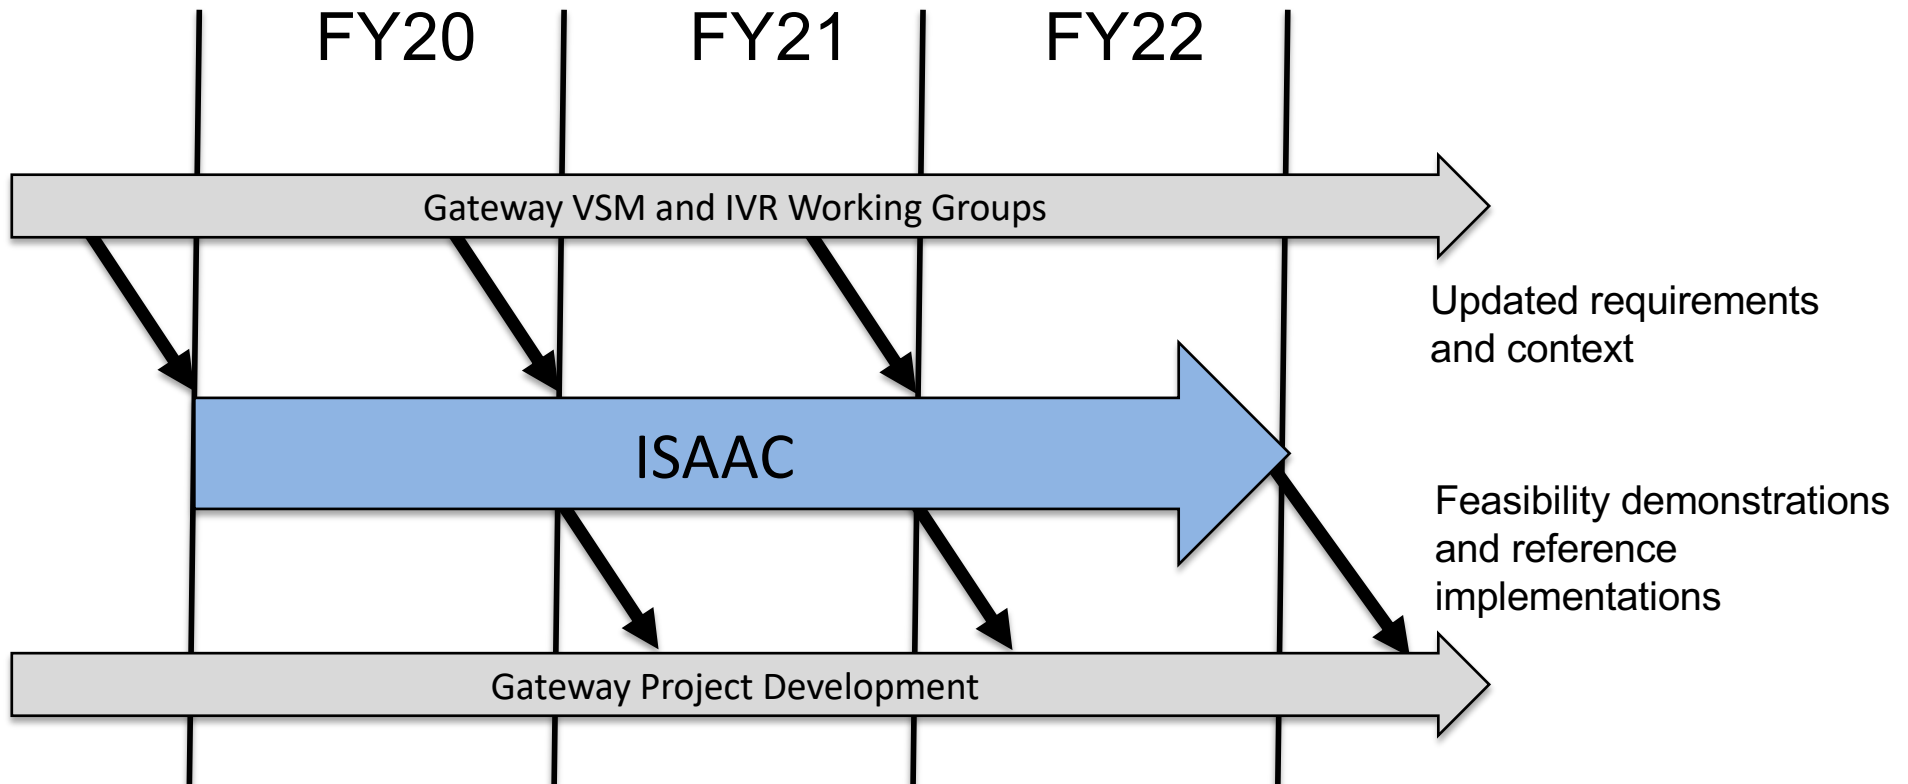 FY20
FY21
FY22
Gateway VSM and IVR Working Groups
Updated requirements
and context
ISAAC
Feasibility demonstrations
and reference
implementations
Gateway Project Development